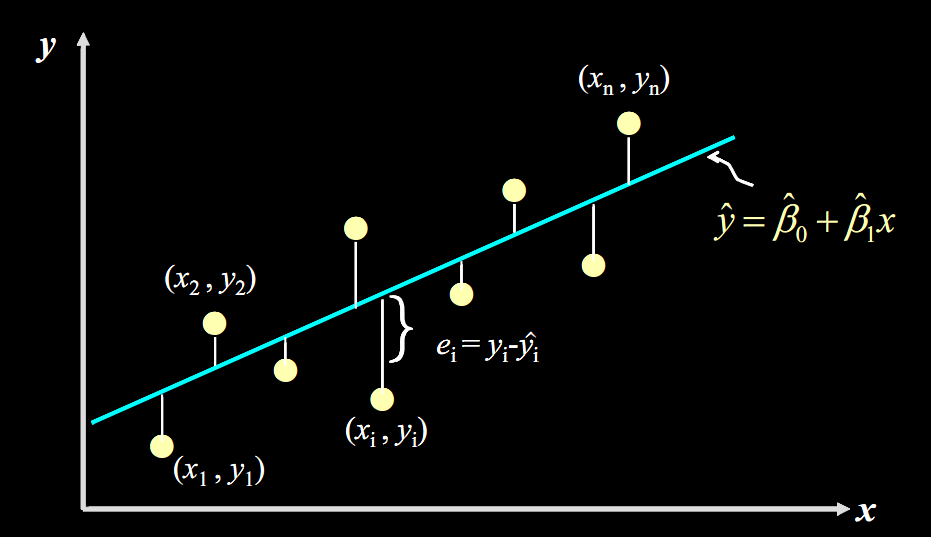 y
(xₙ , yₙ)
ŷ = β̂₀ + β̂₁x
(x₂ , y₂)
eᵢ = yᵢ-ŷᵢ
(xᵢ , yᵢ)
(x₁ , y₁)
x